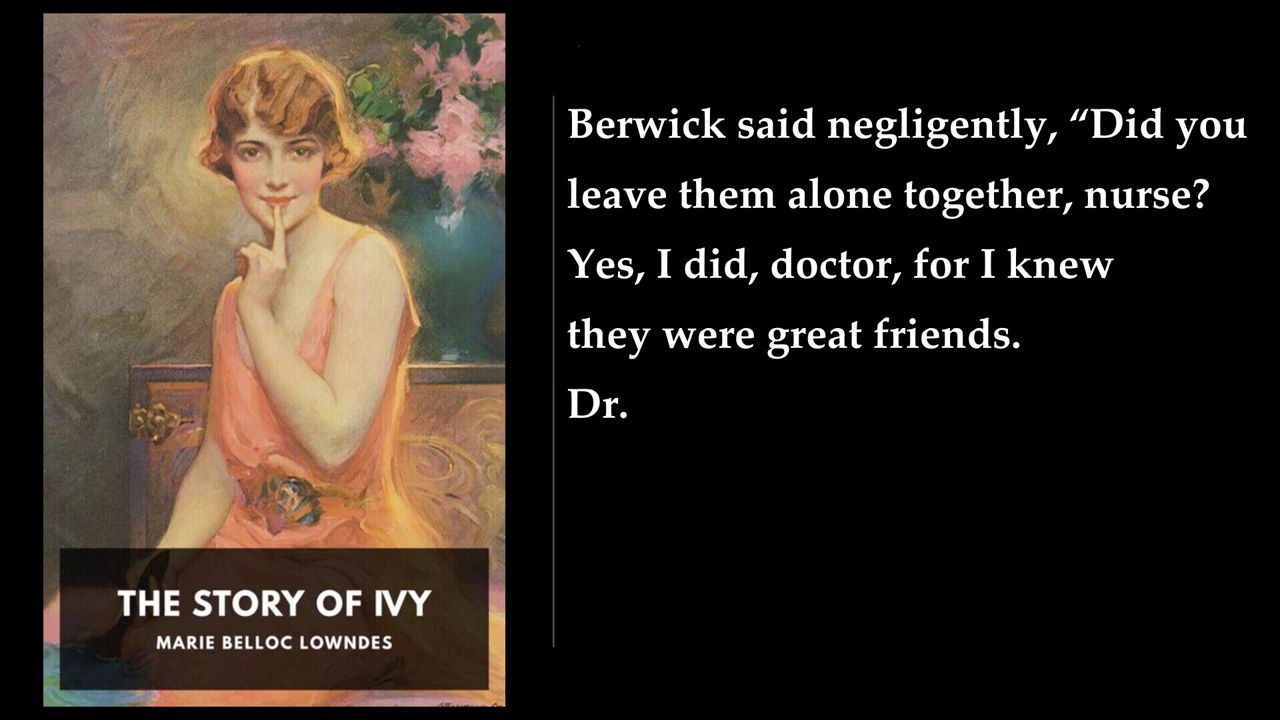 Berwick said negligently, “Did you
leave them alone together, nurse?
Yes, I did, doctor, for I knew
they were great friends.
Dr.
THE STORY OF IVY
MARIE BELLOC LOWNDES